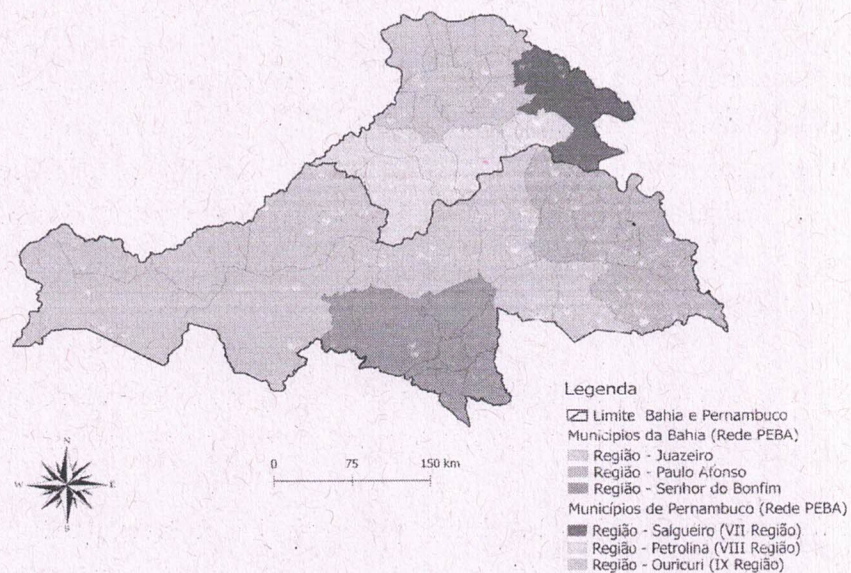 N
W E
S
0 75 150 km
Legenda
Limite Bahia e Pernambuco
Municípios da Bahia (Rede PEBA)
Região - Juazeiro
Região - Paulo Afonso
Região - Senhor do Bonfim
Municípios de Pernambuco (Rede PEBA)
Região - Salgueiro (VII Região)
Região - Petrolina (VIII Região)
Região - Ouricuri (IX Região)